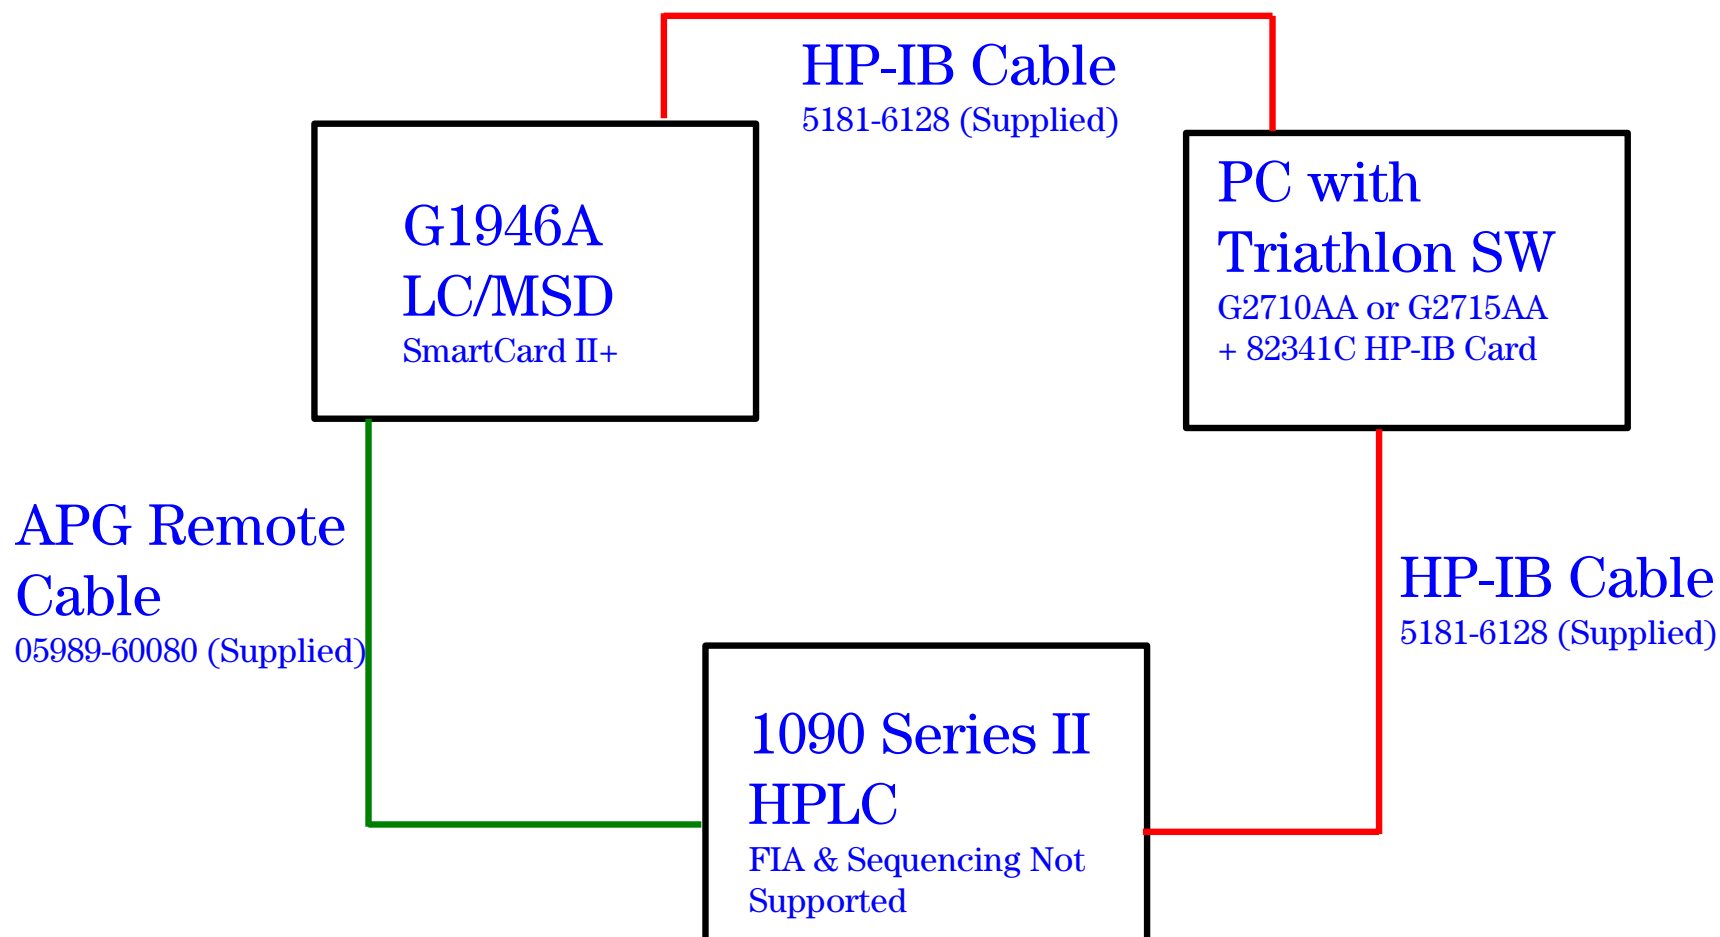 HP-IB Cable
5181-6128 (Supplied)
G1946A
LC/MSD
SmartCard II+
PC with
Triathlon SW
G2710AA or G2715AA
+ 82341C HP-IB Card
APG Remote
Cable
05989-60080 (Supplied)
HP-IB Cable
5181-6128 (Supplied)
1090 Series II
HPLC
FIA & Sequencing Not
Supported